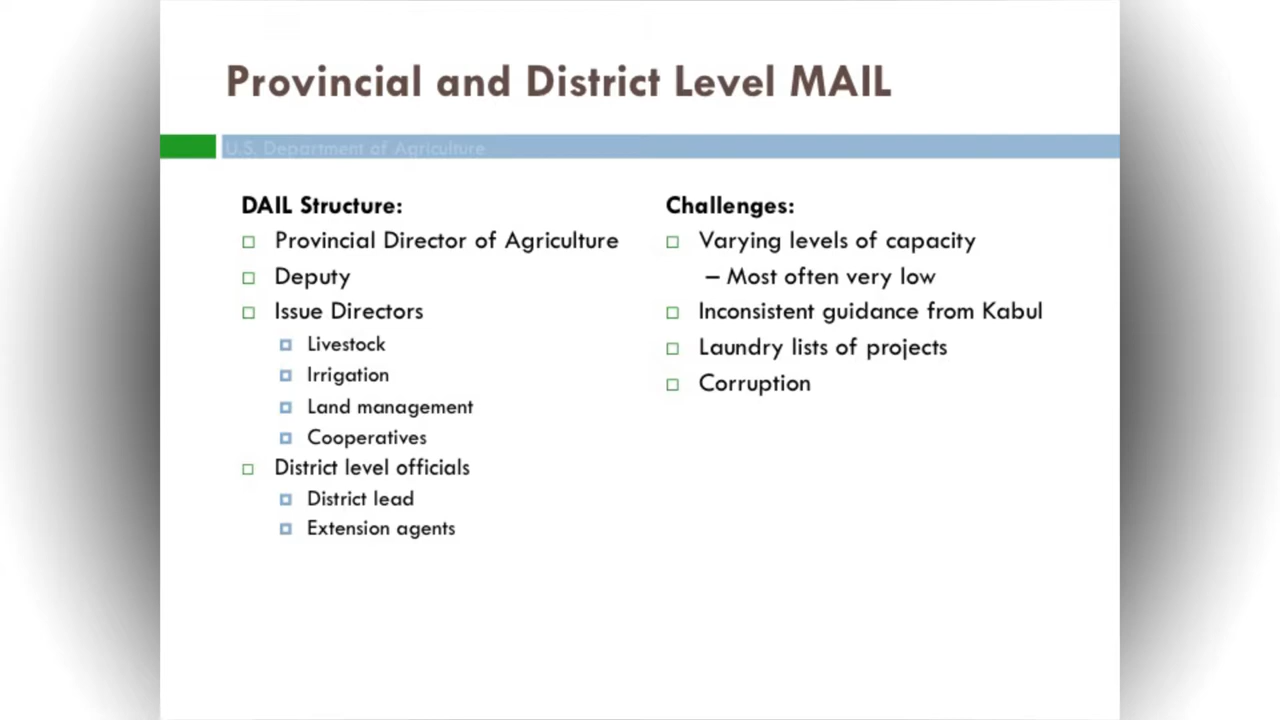 Provincial and District Level MAIL
U.S. Department of Agriculture
DAIL Structure:
Provincial Director of Agriculture
Deputy
Issue Directors
Livestock
Irrigation
Land management
Cooperatives
District level officials
District lead
Extension agents
Challenges:
Varying levels of capacity
– Most often very low
Inconsistent guidance from Kabul
Laundry lists of projects
Corruption